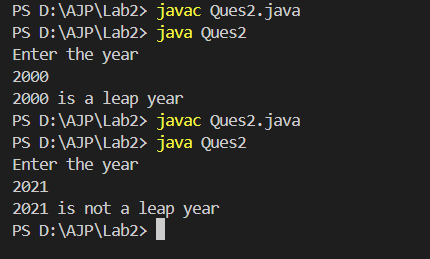 PS D:\AJP\Lab2> javac Ques2.java
PS D:\AJP\Lab2> java Ques2
Enter the year
2000
2000 is a leap year
PS D:\AJP\Lab2> javac Ques2.java
PS D:\AJP\Lab2> java Ques2
Enter the year
2021
2021 is not a leap year
PS D:\AJP\Lab2>